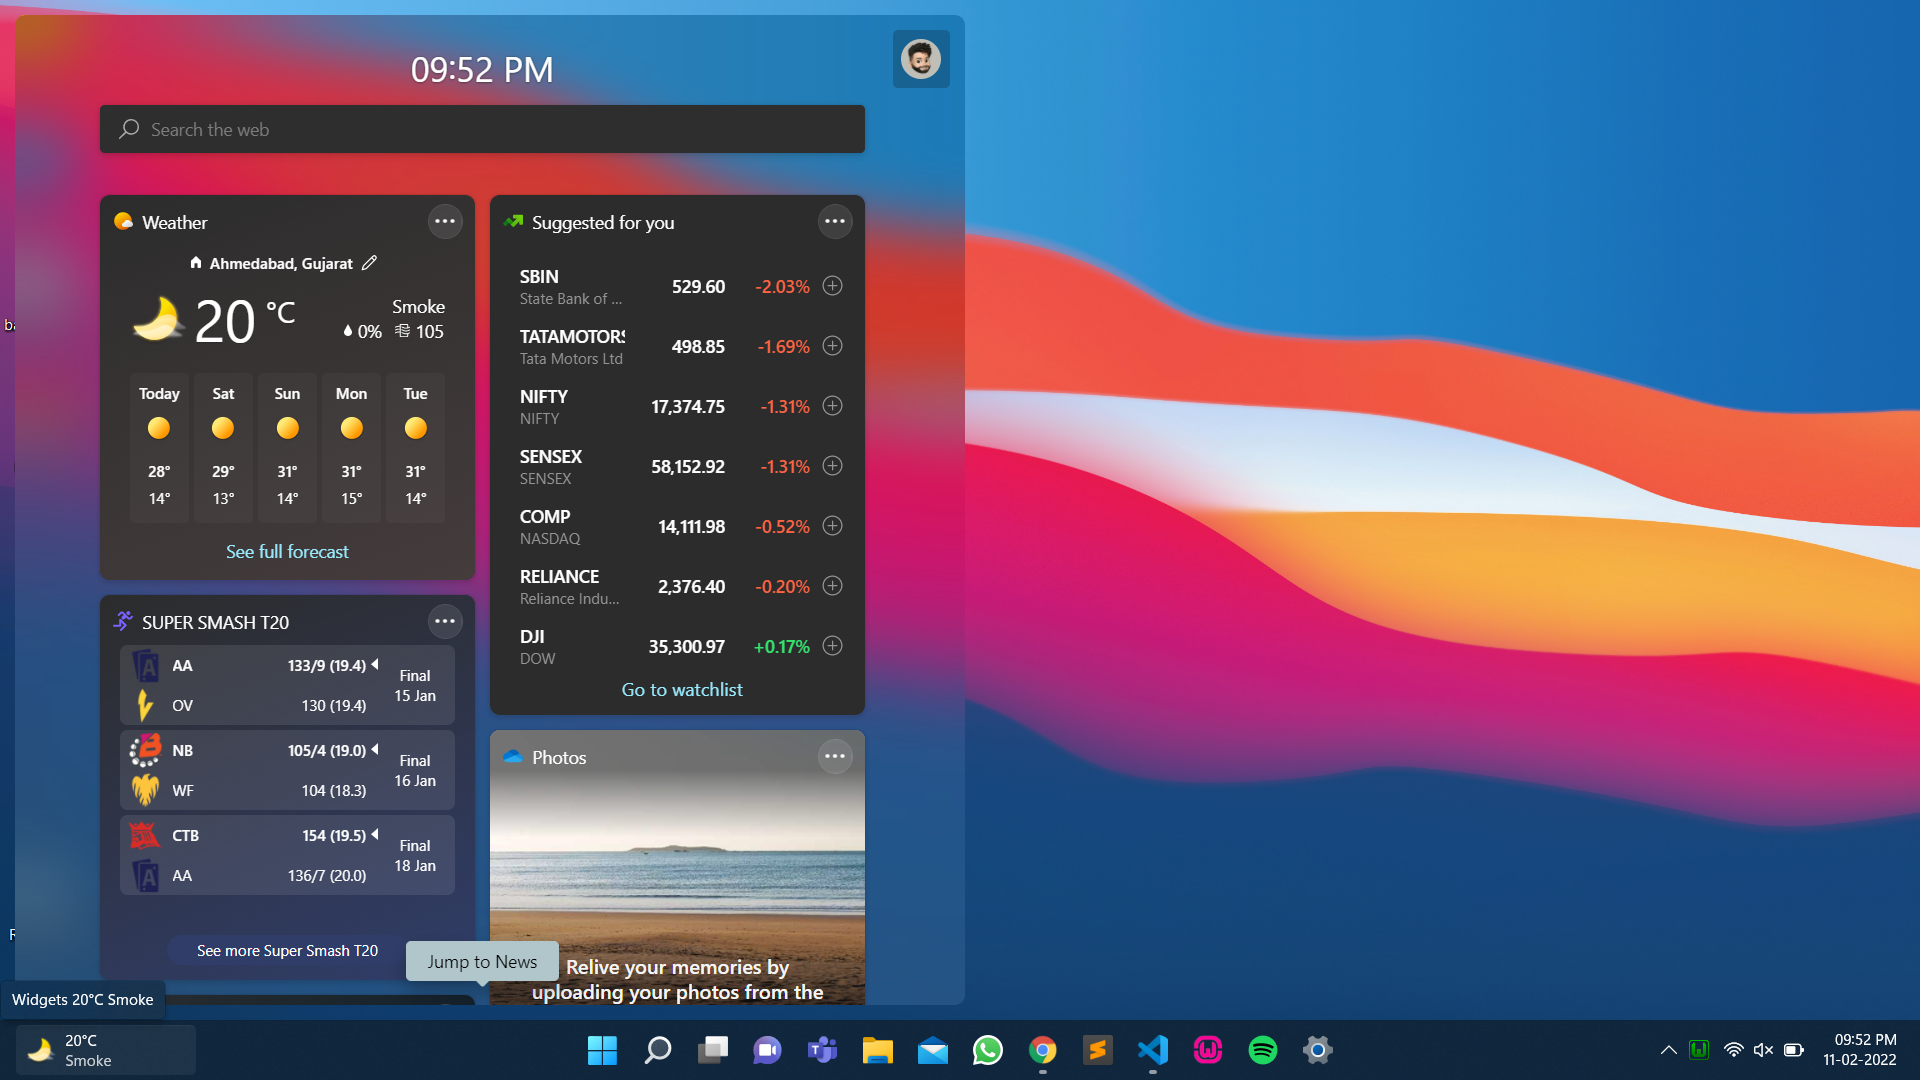 09:52 PM
Search the web
Weather
Ahmedabad, Gujarat
20 °C
Smoke
0% 105
Today Sat Sun Mon Tue
28° 29° 31° 31° 31°
14° 13° 14° 15° 14°
See full forecast
Suggested for you
SBIN 529.60 -2.03%
State Bank of ...
TATAMOTORS 498.85 -1.69%
Tata Motors Ltd
NIFTY 17,374.75 -1.31%
NIFTY
SENSEX 58,152.92 -1.31%
SENSEX
COMP 14,111.98 -0.52%
NASDAQ
RELIANCE 2,376.40 -0.20%
Reliance Indu...
DJI 35,300.97 +0.17%
DOW
Go to watchlist
SUPER SMASH T20
AA 133/9 (19.4)
OV 130 (19.4)
Final
15 Jan
NB 105/4 (19.0)
WF 104 (18.3)
Final
16 Jan
CTB 154 (19.5)
AA 136/7 (20.0)
Final
18 Jan
See more Super Smash T20
Photos
Relive your memories by
uploading your photos from the
Jump to News
Widgets 20°C Smoke
20°C
Smoke
09:52 PM
11-02-2022